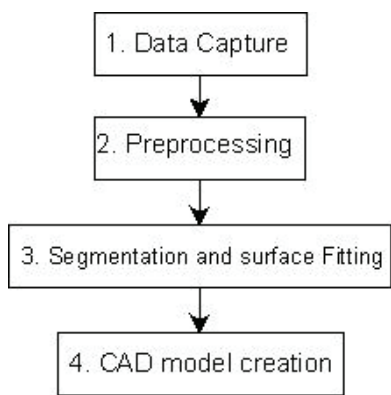 1. Data Capture
2. Preprocessing
3. Segmentation and surface Fitting
4. CAD model creation